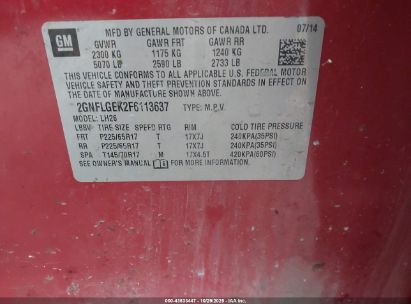 GM
MFD BY GENERAL MOTORS OF CANADA LTD. 07/14
GVWR GAWR FRT GAWR RR
2300 KG 1175 KG 1240 KG
5070 LB 2590 LB 2733 LB
THIS VEHICLE CONFORMS TO ALL APPLICABLE U.S. FEDERAL MOTOR
VEHICLE SAFETY AND THEFT PREVENTION STANDARDS IN EFFECT ON
THE DATE OF MANUFACTURE SHOWN ABOVE.
2GNFLGEK2F6113637 TYPE: M.P.V.
MODEL: LH26
TIRE SIZE SPEED RTG RIM COLD TIRE PRESSURE
FRT P225/65R17 T 17X7J 240KPA(35PSI)
RR P225/65R17 T 17X7J 240KPA(35PSI)
SPA T145/70R17 M 17X4.5T 420KPA(60PSI)
SEE OWNER'S MANUAL FOR ADDITIONAL INFORMATION.